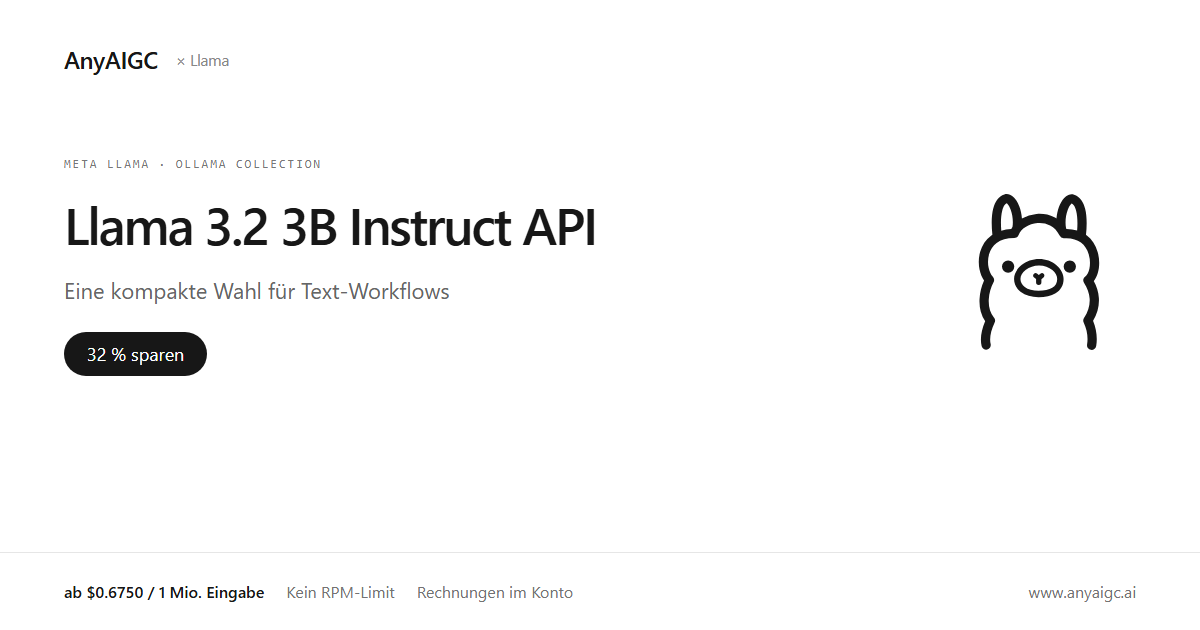 AnyAIGC × Llama
META LLAMA · OLLAMA COLLECTION
Llama 3.2 3B Instruct API
Eine kompakte Wahl für Text-Workflows
32 % sparen
ab $0.6750 / 1 Mio. Eingabe Kein RPM-Limit Rechnungen im Konto www.anyaigc.ai